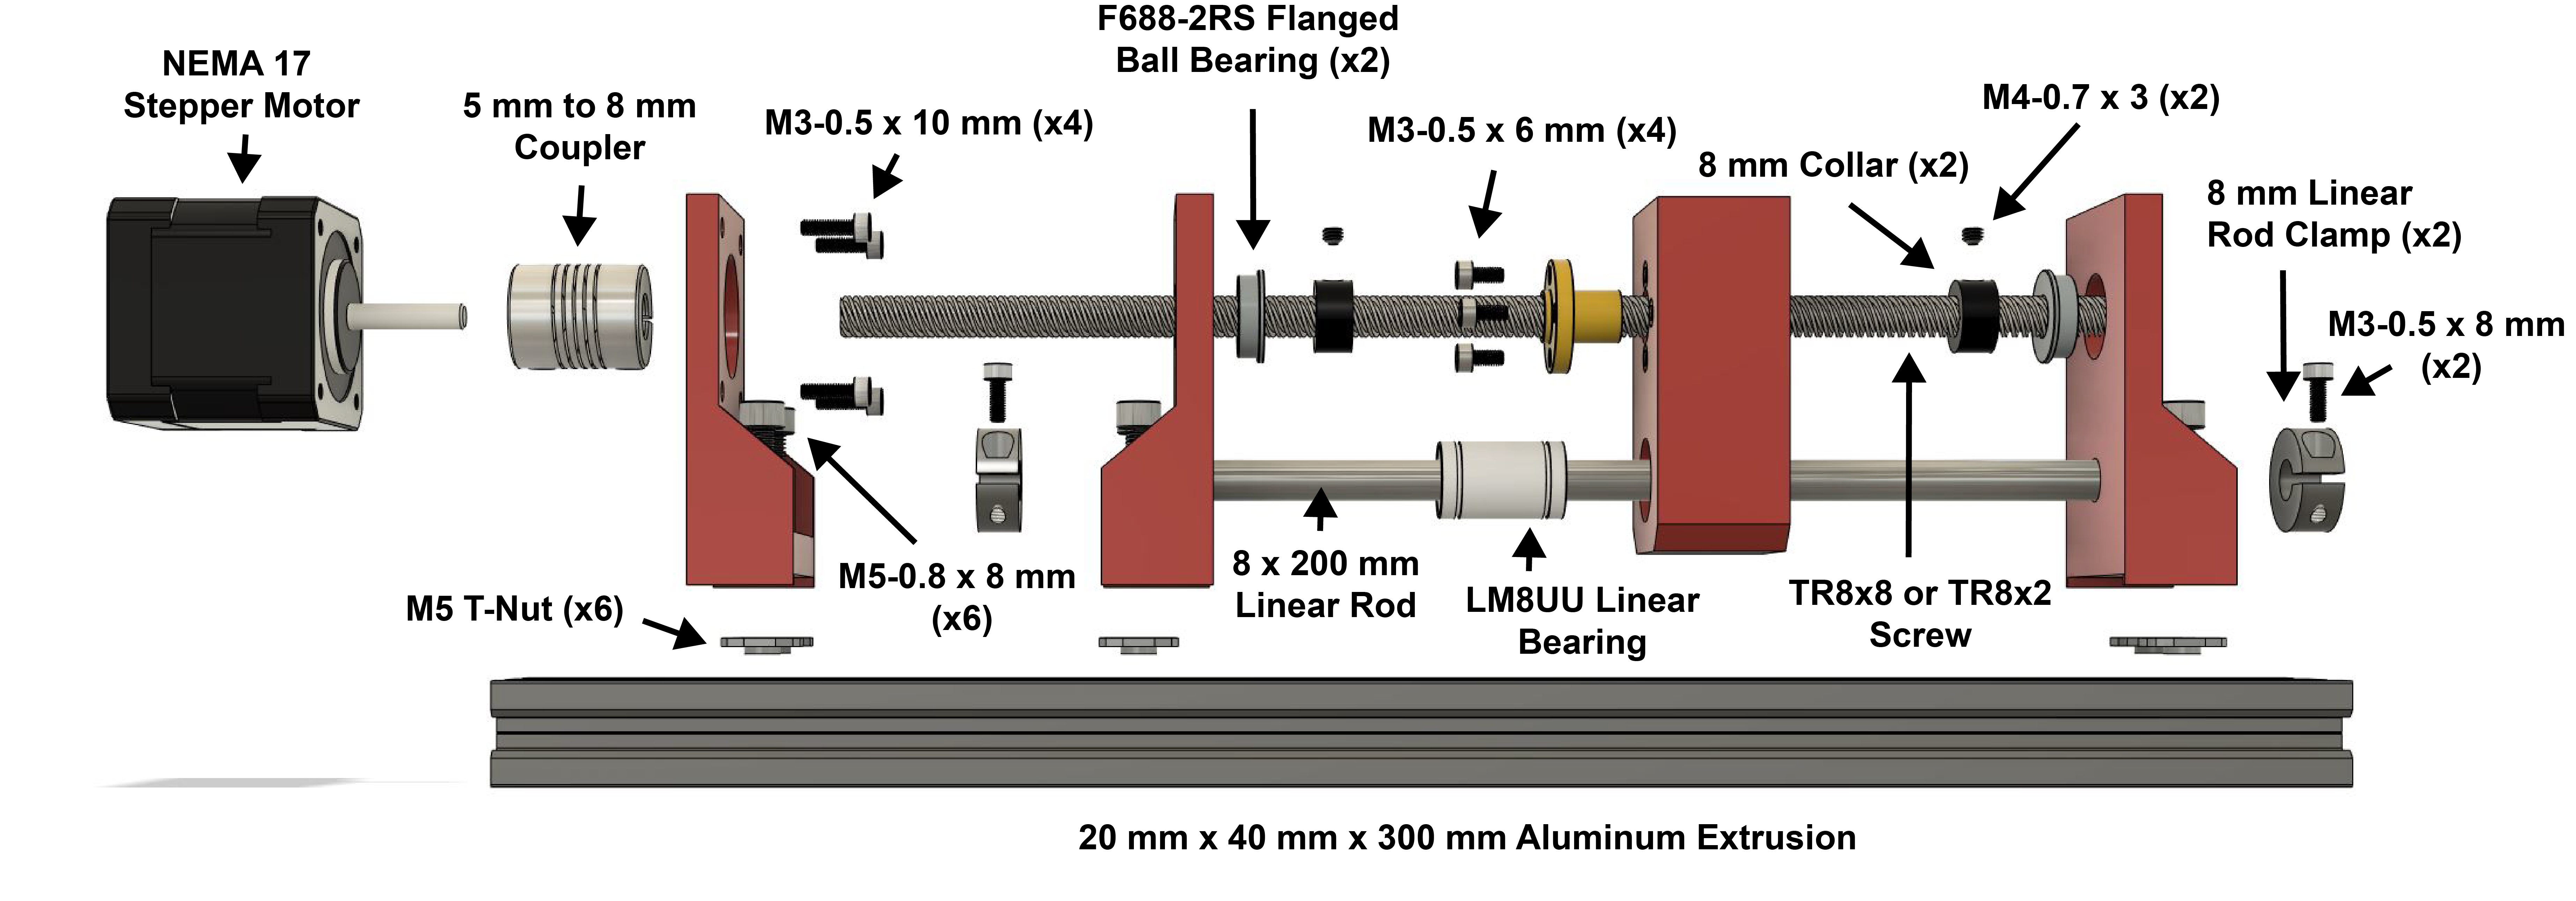 F688-2RS Flanged
Ball Bearing (x2)
NEMA 17
Stepper Motor
5 mm to 8 mm
Coupler
M3-0.5 x 10 mm (x4)
M3-0.5 x 6 mm (x4)
M4-0.7 x 3 (x2)
8 mm Collar (x2)
8 mm Linear
Rod Clamp (x2)
M3-0.5 x 8 mm
(x2)
M5 T-Nut (x6)
M5-0.8 x 8 mm
(x6)
8 x 200 mm
Linear Rod
LM8UU Linear
Bearing
TR8x8 or TR8x2
Screw
20 mm x 40 mm x 300 mm Aluminum Extrusion